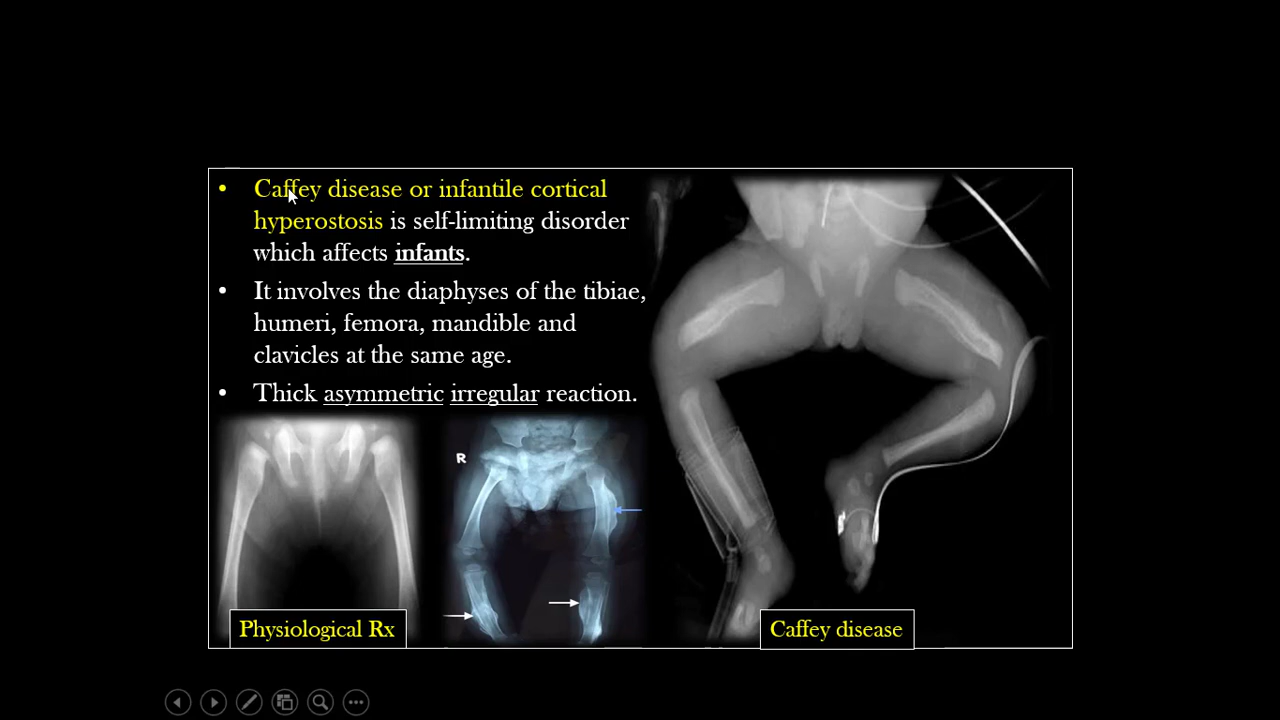 • Caffey disease or infantile cortical
hyperostosis is self-limiting disorder
which affects infants.
• It involves the diaphyses of the tibiae,
humeri, femora, mandible and
clavicles at the same age.
• Thick asymmetric irregular reaction.
R
Physiological Rx
Caffey disease